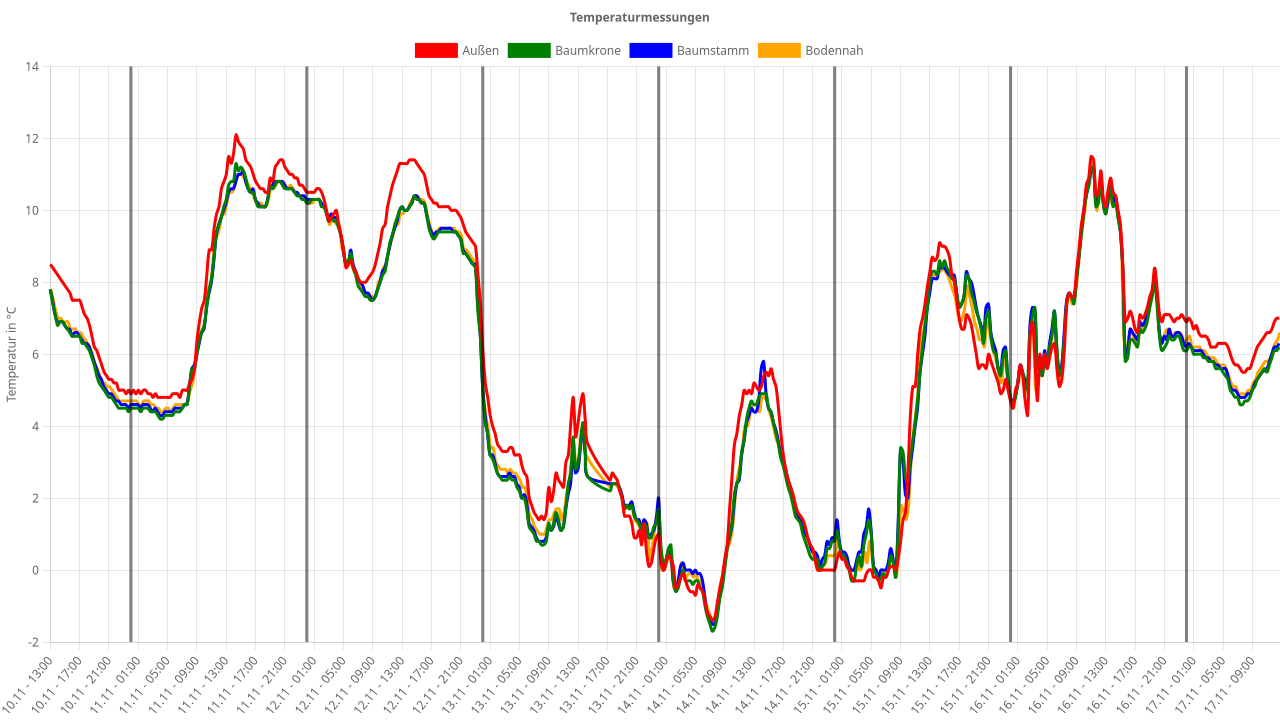 Temperaturmessungen
Außen Baumkrone Baumstamm Bodennah
Temperatur in °C
14
12
10
8
6
4
2
0
-2
10.11 - 13:00
10.11 - 17:00
10.11 - 21:00
11.11 - 01:00
11.11 - 05:00
11.11 - 09:00
11.11 - 13:00
11.11 - 17:00
11.11 - 21:00
12.11 - 01:00
12.11 - 05:00
12.11 - 09:00
12.11 - 13:00
12.11 - 17:00
12.11 - 21:00
13.11 - 01:00
13.11 - 05:00
13.11 - 09:00
13.11 - 13:00
13.11 - 17:00
13.11 - 21:00
14.11 - 01:00
14.11 - 05:00
14.11 - 09:00
14.11 - 13:00
14.11 - 17:00
14.11 - 21:00
15.11 - 01:00
15.11 - 05:00
15.11 - 09:00
15.11 - 13:00
15.11 - 17:00
15.11 - 21:00
16.11 - 01:00
16.11 - 05:00
16.11 - 09:00
16.11 - 13:00
16.11 - 17:00
16.11 - 21:00
17.11 - 01:00
17.11 - 05:00
17.11 - 09:00